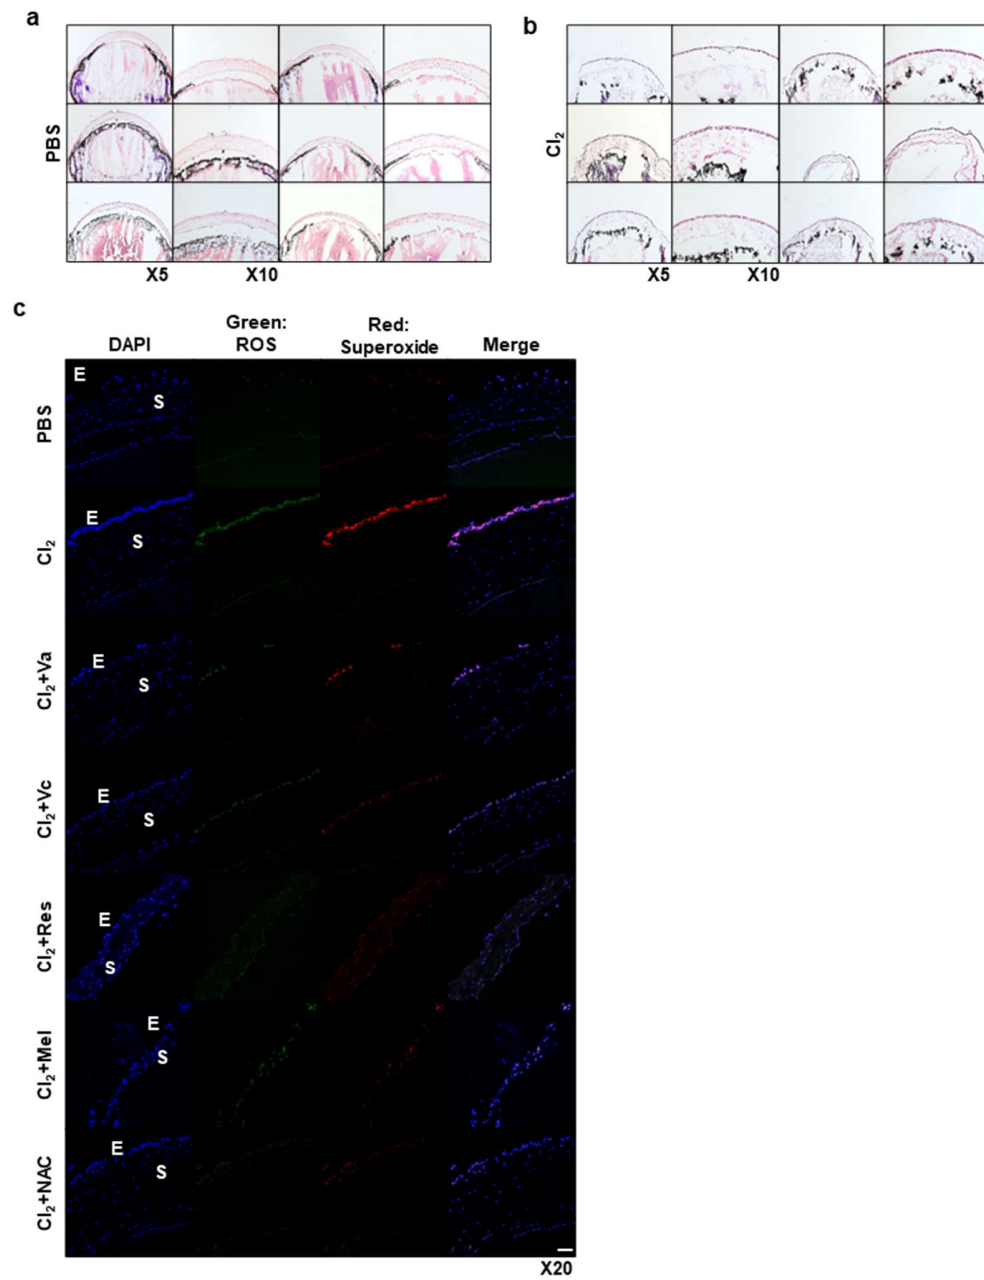 a
b
PBS
Cl₂
X5 X10
X5 X10
c
DAPI
Green:
ROS
Red:
Superoxide
Merge
PBS
E
S
Cl₂
E
S
Cl₂+Va
E
S
Cl₂+Vc
E
S
Cl₂+Res
E
S
Cl₂+Mel
E
S
Cl₂+NAC
E
S
X20